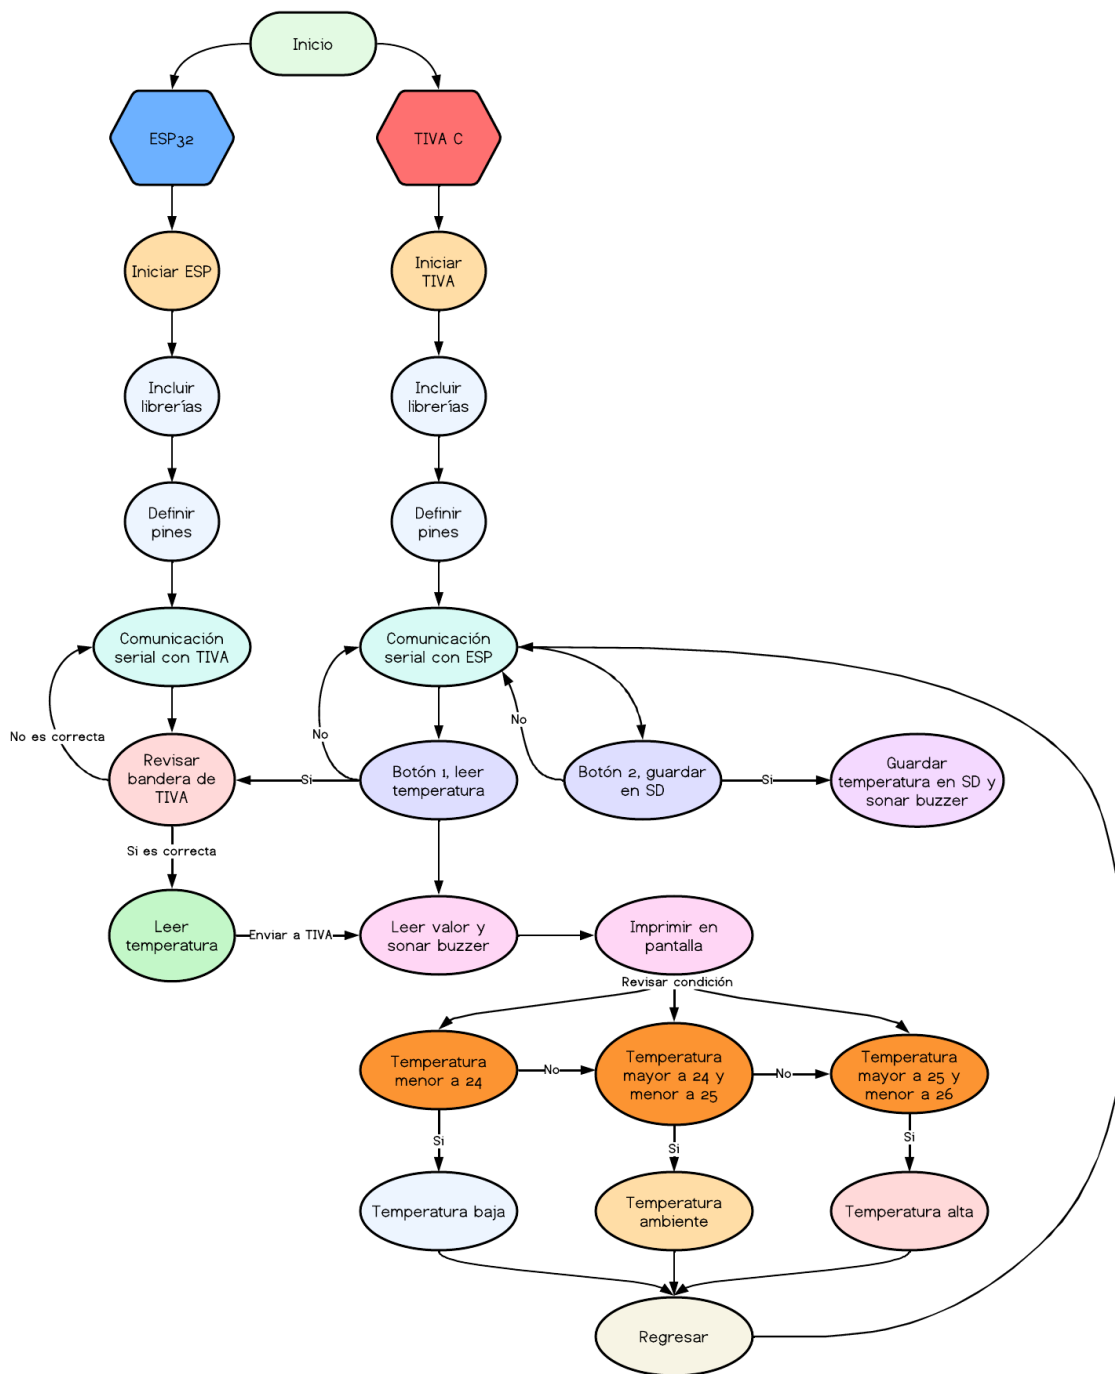 Inicio
ESP32
TIVA C
Iniciar ESP
Iniciar
TIVA
Incluir
librerías
Incluir
librerías
Definir
pines
Definir
pines
Comunicación
serial con TIVA
Comunicación
serial con ESP
No
No
No es correcta
Revisar
bandera de
TIVA
Si
Botón 1, leer
temperatura
Botón 2, guardar
en SD
Si
Guardar
temperatura en SD y
sonar buzzer
Si es correcta
Leer
temperatura
Enviar a TIVA
Leer valor y
sonar buzzer
Imprimir en
pantalla
Revisar condición
Temperatura
menor a 24
No
Temperatura
mayor a 24 y
menor a 25
No
Temperatura
mayor a 25 y
menor a 26
Si
Si
Si
Temperatura baja
Temperatura
ambiente
Temperatura alta
Regresar